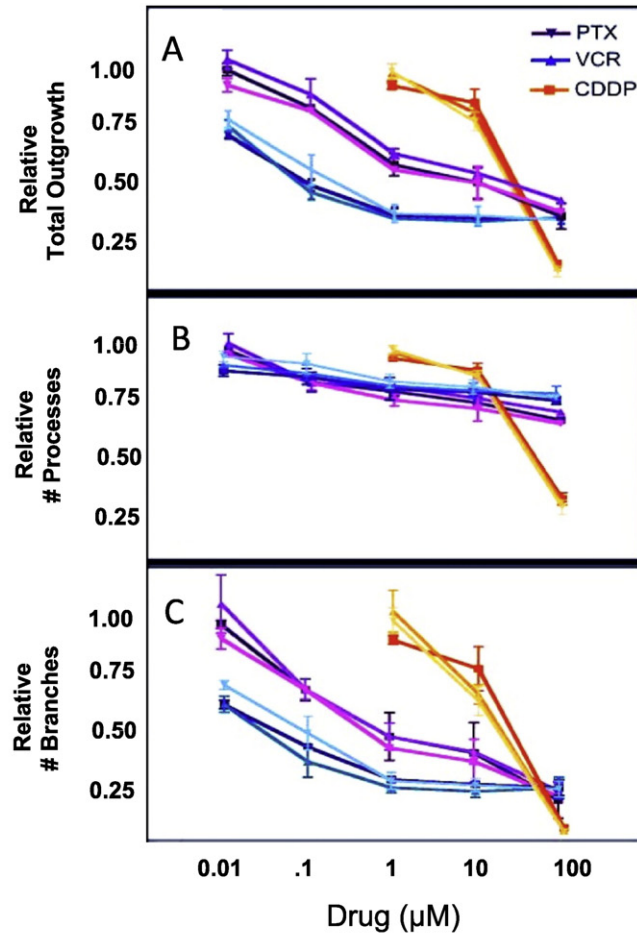 A
PTX
VCR
CDDP
1.00
0.75
0.50
0.25
Relative
Total Outgrowth
B
1.00
0.75
0.50
0.25
Relative
# Processes
C
1.00
0.75
0.50
0.25
Relative
# Branches
0.01 .1 1 10 100
Drug (µM)